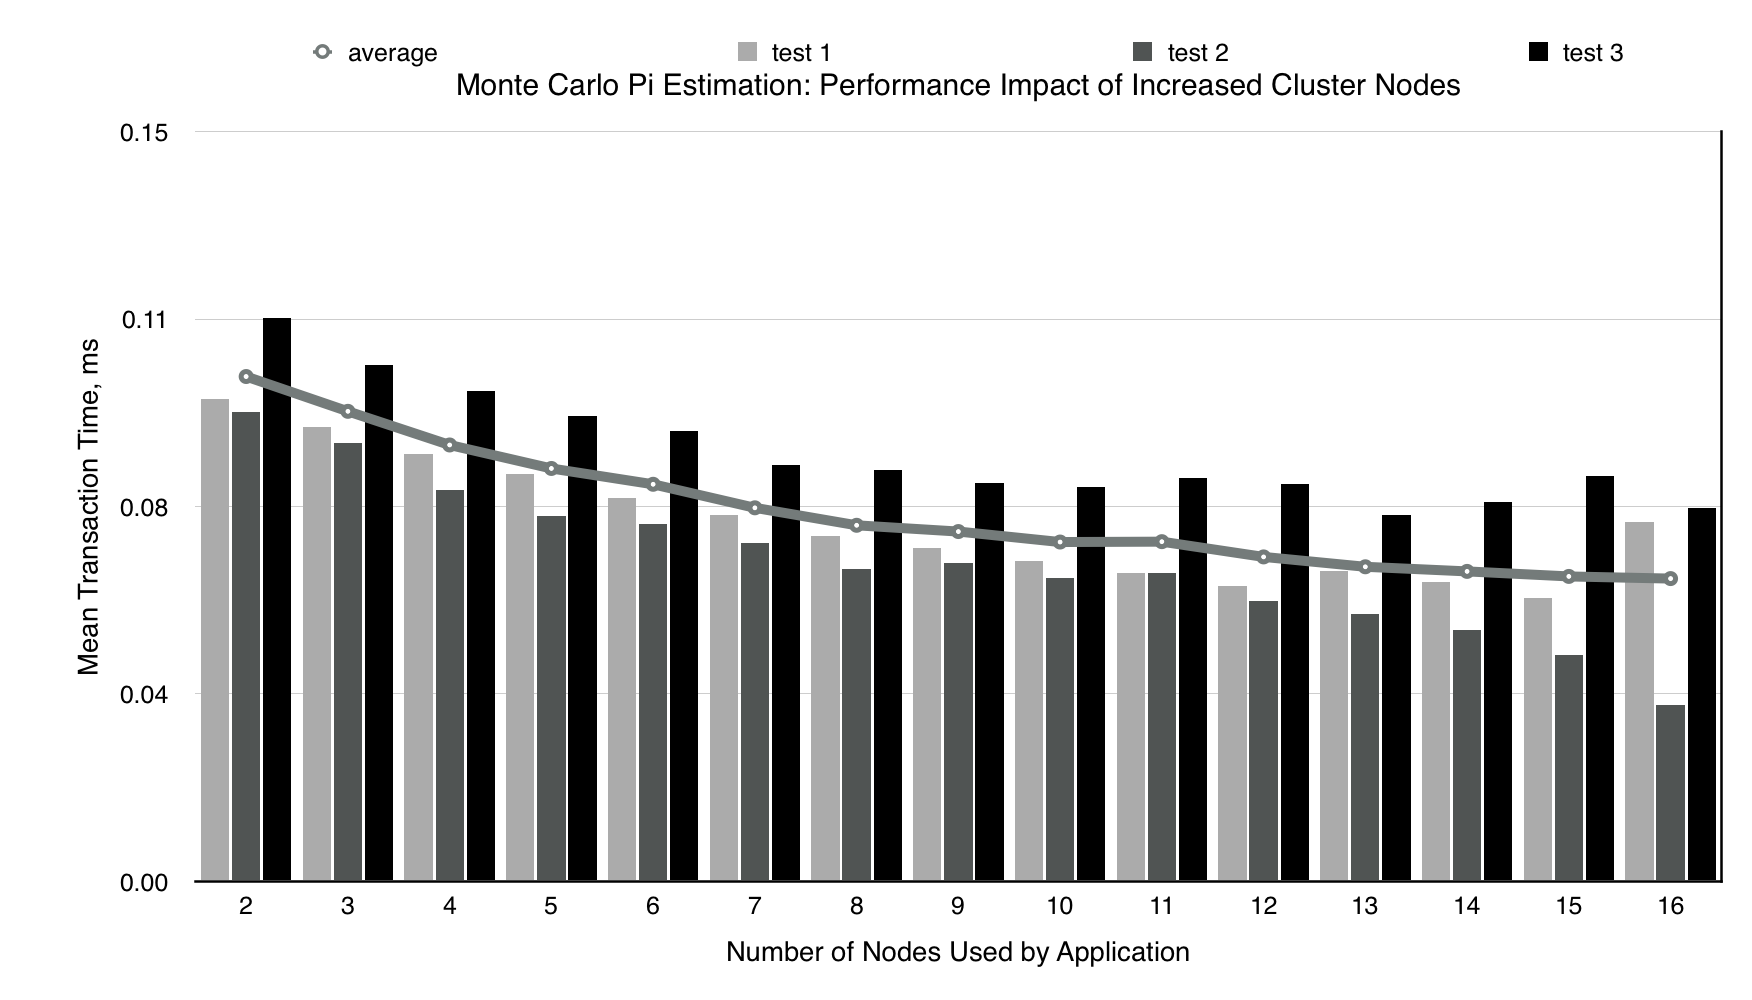 average test 1 test 2 test 3
Monte Carlo Pi Estimation: Performance Impact of Increased Cluster Nodes
0.15
0.11
0.08
0.04
0.00
Mean Transaction Time, ms
2 3 4 5 6 7 8 9 10 11 12 13 14 15 16
Number of Nodes Used by Application